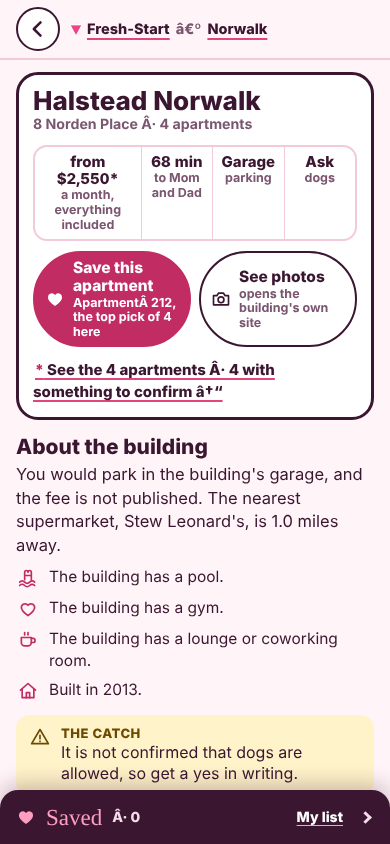 ▼ Fresh-Start â€º Norwalk
Halstead Norwalk
8 Norden Place Â· 4 apartments
from
$2,550*
a month,
everything
included
68 min
to Mom
and Dad
Garage
parking
Ask
dogs
Save this
apartment
ApartmentÂ 212,
the top pick of 4
here
See photos
opens the
building's own
site
* See the 4 apartments Â· 4 with
something to confirm â†“
About the building
You would park in the building's garage, and
the fee is not published. The nearest
supermarket, Stew Leonard's, is 1.0 miles
away.
The building has a pool.
The building has a gym.
The building has a lounge or coworking
room.
Built in 2013.
THE CATCH
It is not confirmed that dogs are
allowed, so get a yes in writing.
Saved Â· 0
My list